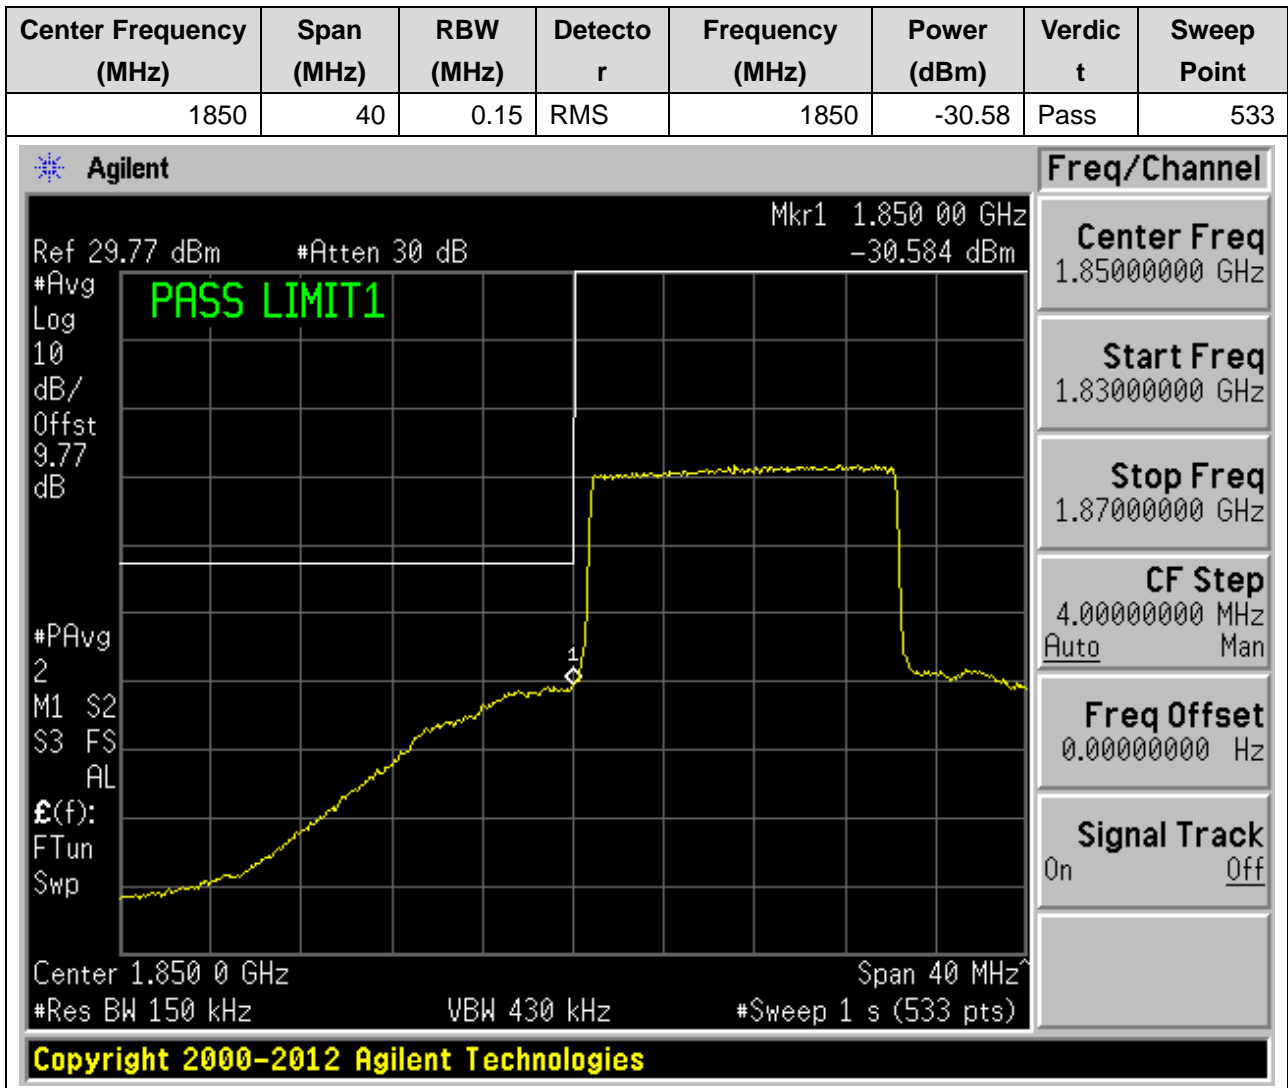 Center Frequency (MHz) Span (MHz) RBW (MHz) Detecto r Frequency (MHz) Power (dBm) Verdic t Sweep Point
1850 40 0.15 RMS 1850 -30.58 Pass 533
Agilent
Freq/Channel
Mkr1 1.850 00 GHz
Ref 29.77 dBm #Atten 30 dB -30.584 dBm
#Avg
Log
10
dB/
Offst
9.77
dB
PASS LIMIT1
#PAvg
2
M1 S2
S3 FS
AL
£(f):
FTun
Swp
1
Center 1.850 0 GHz Span 40 MHz^
#Res BW 150 kHz VBW 430 kHz #Sweep 1 s (533 pts)
Center Freq
1.85000000 GHz
Start Freq
1.83000000 GHz
Stop Freq
1.87000000 GHz
CF Step
4.00000000 MHz
Auto Man
Freq Offset
0.00000000 Hz
Signal Track
On Off
Copyright 2000-2012 Agilent Technologies